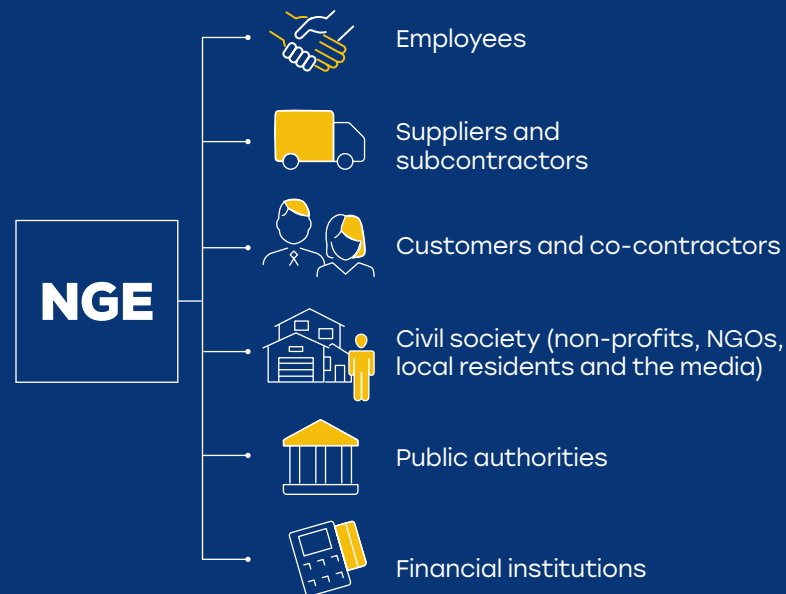 NGE
Employees
Suppliers and
subcontractors
Customers and co-contractors
Civil society (non-profits, NGOs,
local residents and the media)
Public authorities
Financial institutions